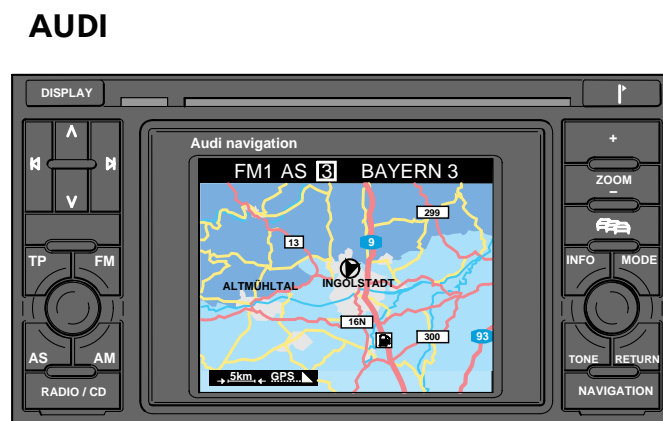 AUDI
DISPLAY
Audi navigation
FM1 AS 3 BAYERN 3
+
ZOOM
–
299
13
9
ALTMÜHLTAL
INGOLSTADT
16N
300
93
5km GPS
TP FM
INFO MODE
AS AM
TONE RETURN
RADIO / CD
NAVIGATION